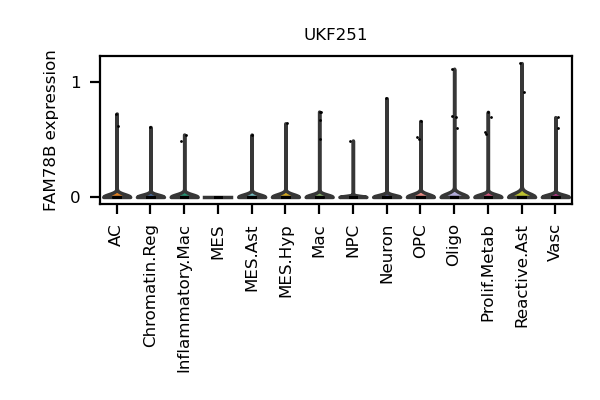 UKF251
FAM78B expression
1
0
AC
Chromatin.Reg
Inflammatory.Mac
MES
MES.Ast
MES.Hyp
Mac
NPC
Neuron
OPC
Oligo
Prolif.Metab
Reactive.Ast
Vasc